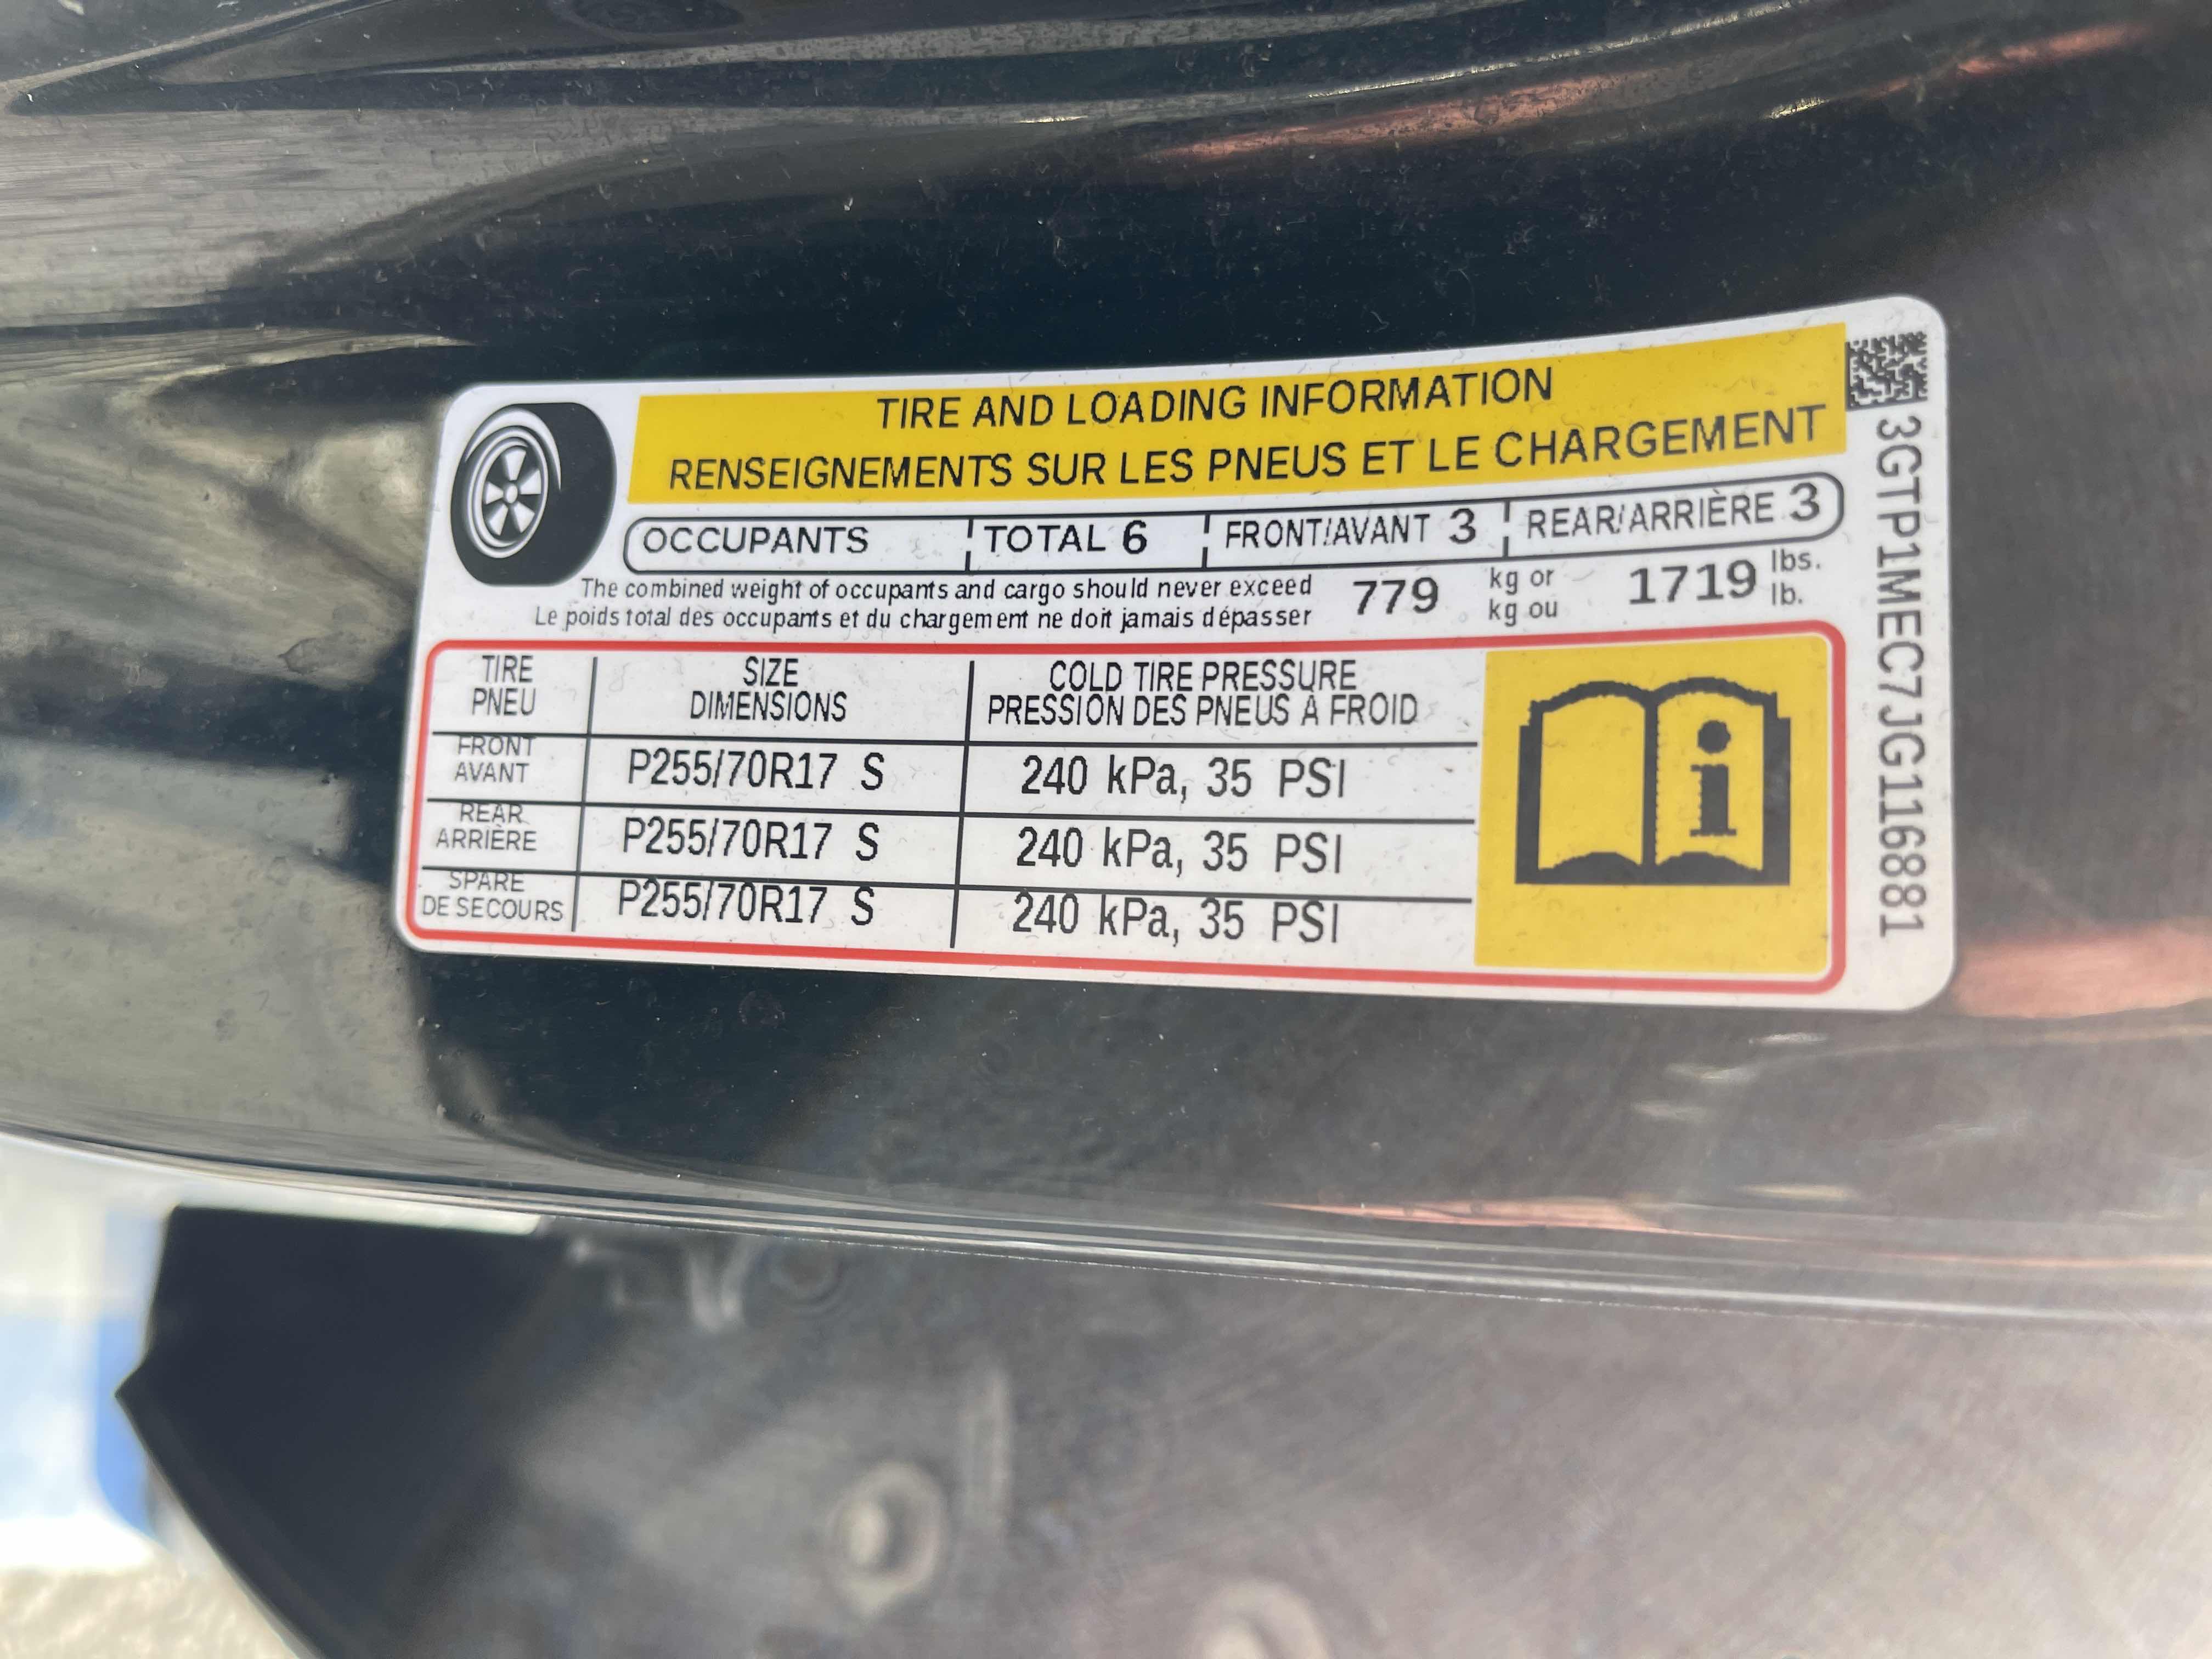 TIRE AND LOADING INFORMATION
RENSEIGNEMENTS SUR LES PNEUS ET LE CHARGEMENT
OCCUPANTS TOTAL 6 FRONT/AVANT 3 REAR/ARRIÈRE 3
The combined weight of occupants and cargo should never exceed 779 kg or 1719 lbs.
Le poids total des occupants et du chargement ne doit jamais dépasser kg ou lb.
TIRE SIZE COLD TIRE PRESSURE
PNEU DIMENSIONS PRESSION DES PNEUS À FROID
FRONT
AVANT P255/70R17 S 240 kPa, 35 PSI
REAR
ARRIÈRE P255/70R17 S 240 kPa, 35 PSI
SPARE
DE SECOURS P255/70R17 S 240 kPa, 35 PSI
i
3GTP1MEC7JG116881